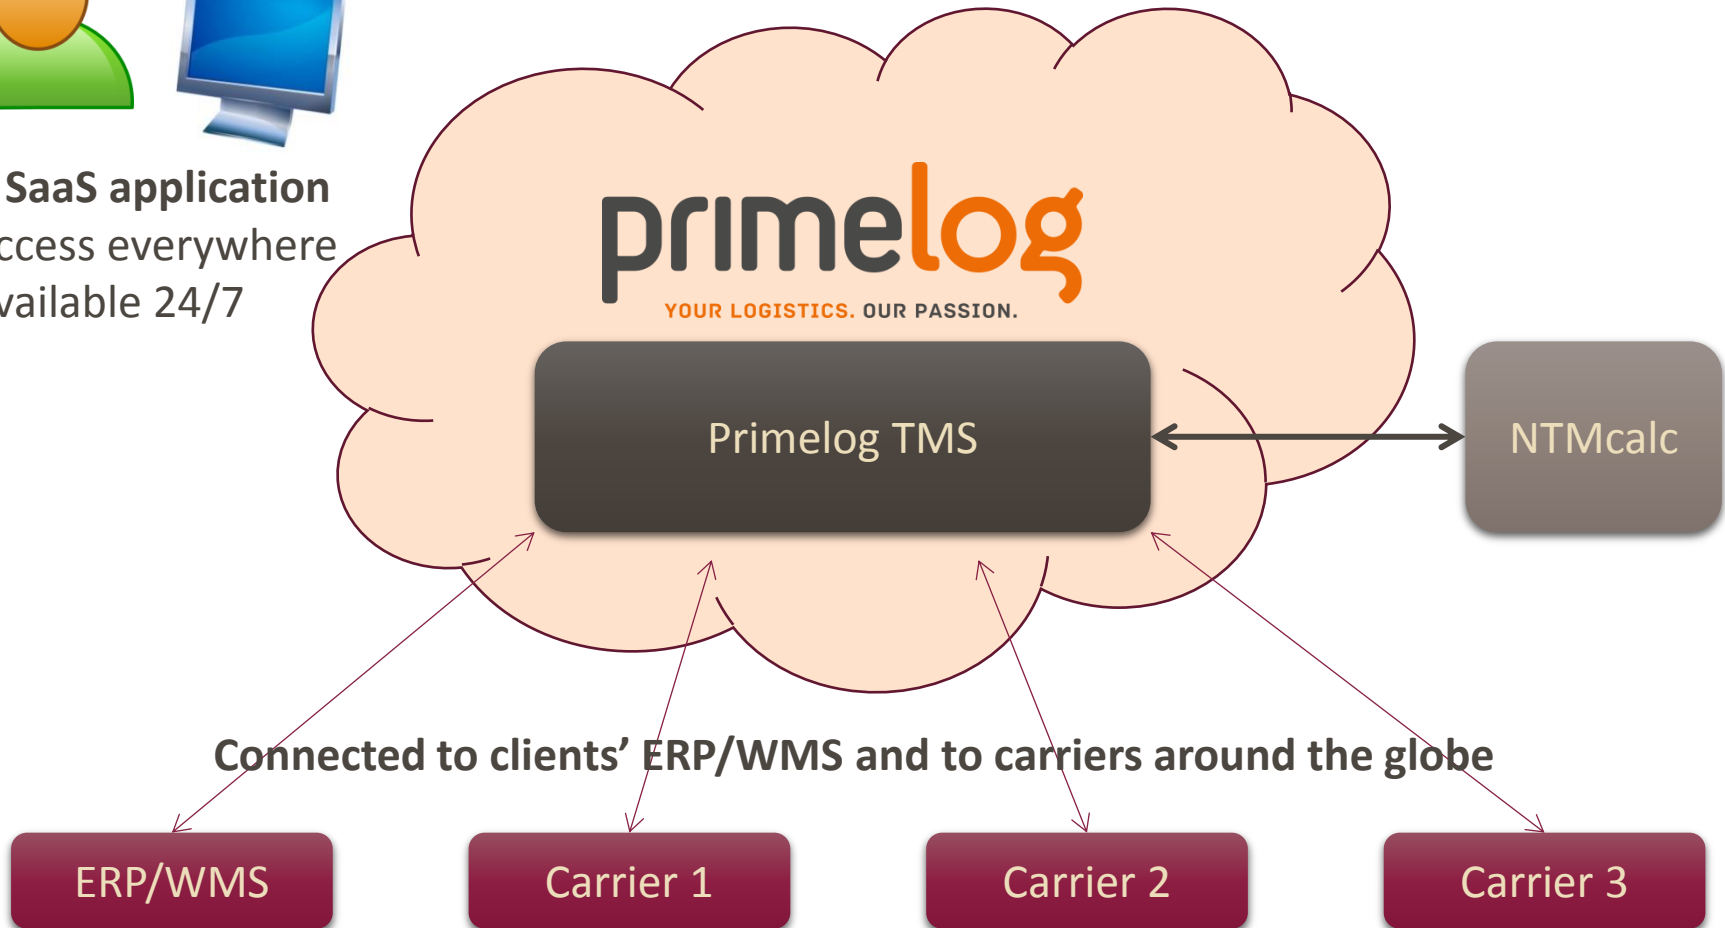 SaaS application
ccess everywhere
vailable 24/7
primelog
YOUR LOGISTICS. OUR PASSION.
Primelog TMS
NTMcalc
Connected to clients’ ERP/WMS and to carriers around the globe
ERP/WMS
Carrier 1
Carrier 2
Carrier 3